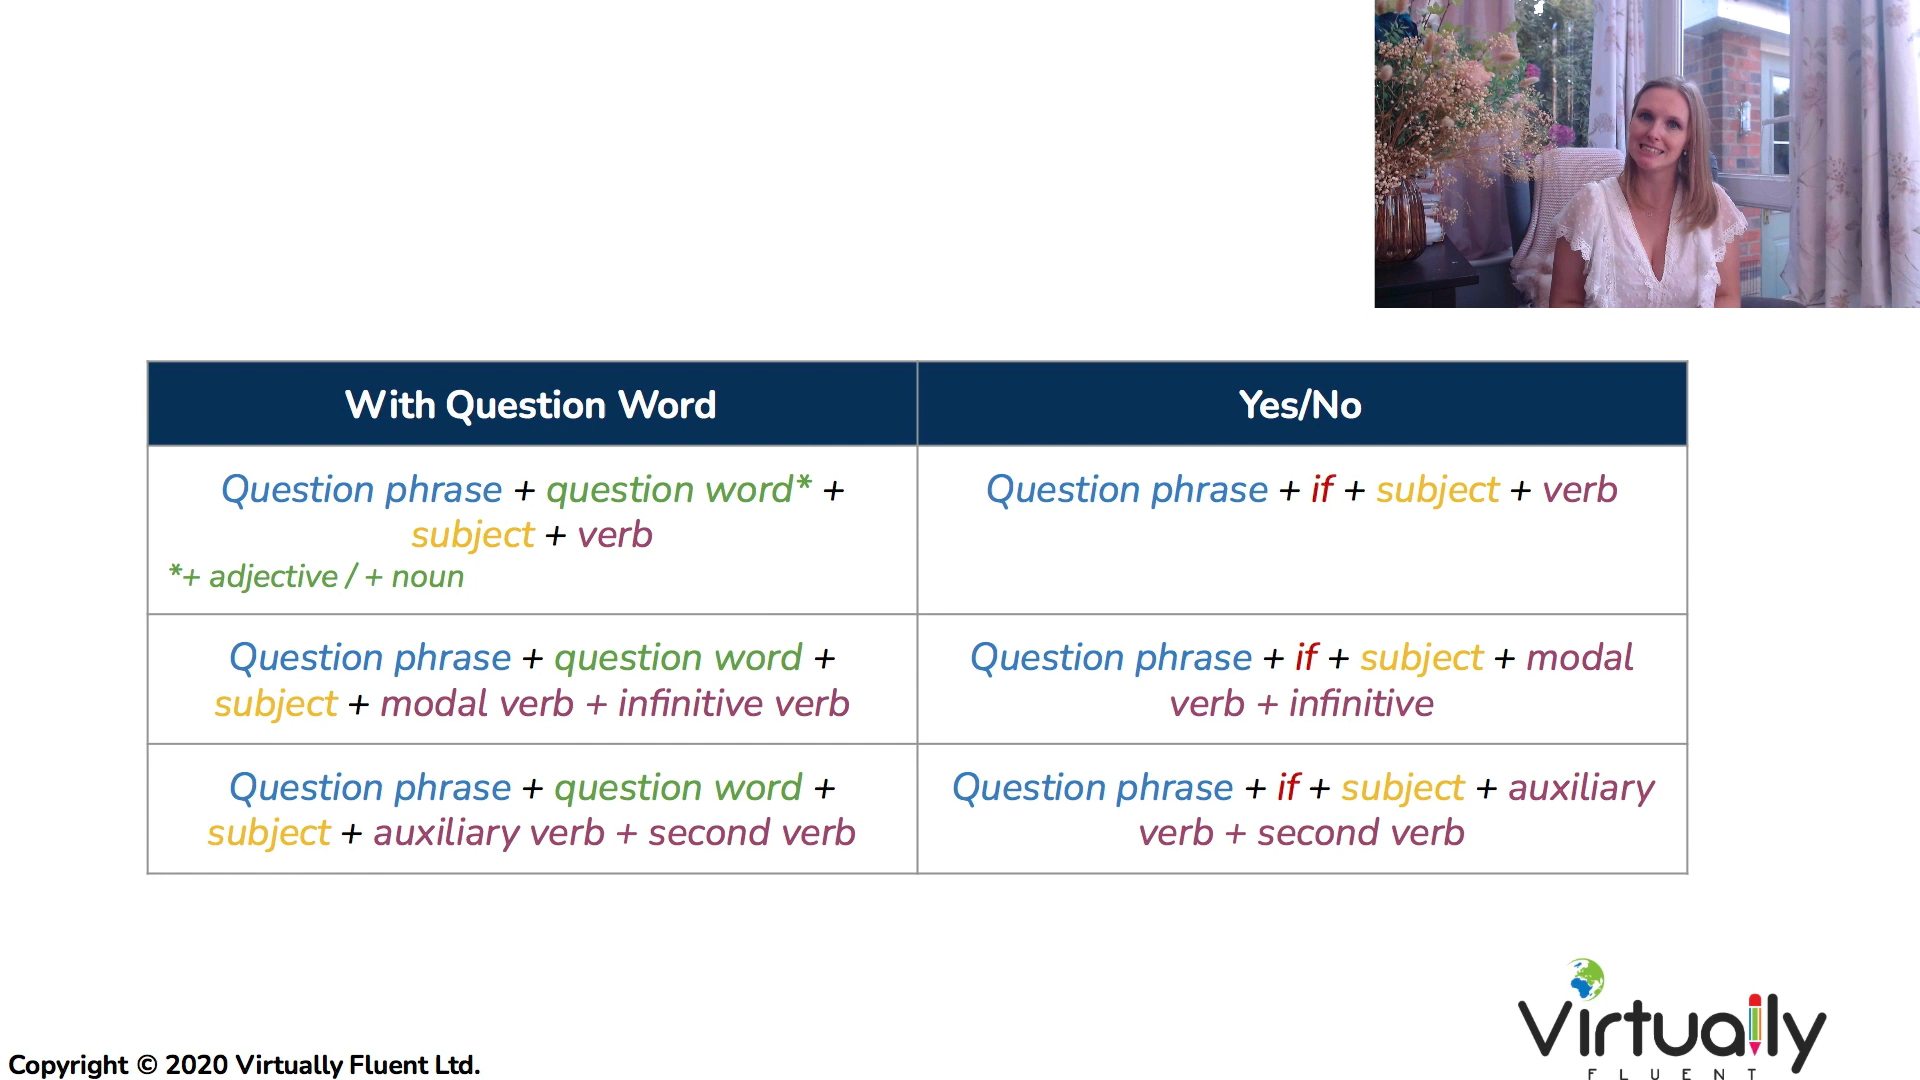 With Question Word
Yes/No
Question phrase + question word* +
subject + verb
*+ adjective / + noun
Question phrase + if + subject + verb
Question phrase + question word +
subject + modal verb + infinitive verb
Question phrase + if + subject + modal
verb + infinitive
Question phrase + question word +
subject + auxiliary verb + second verb
Question phrase + if + subject + auxiliary
verb + second verb
Virtually
FLUENT
Copyright © 2020 Virtually Fluent Ltd.